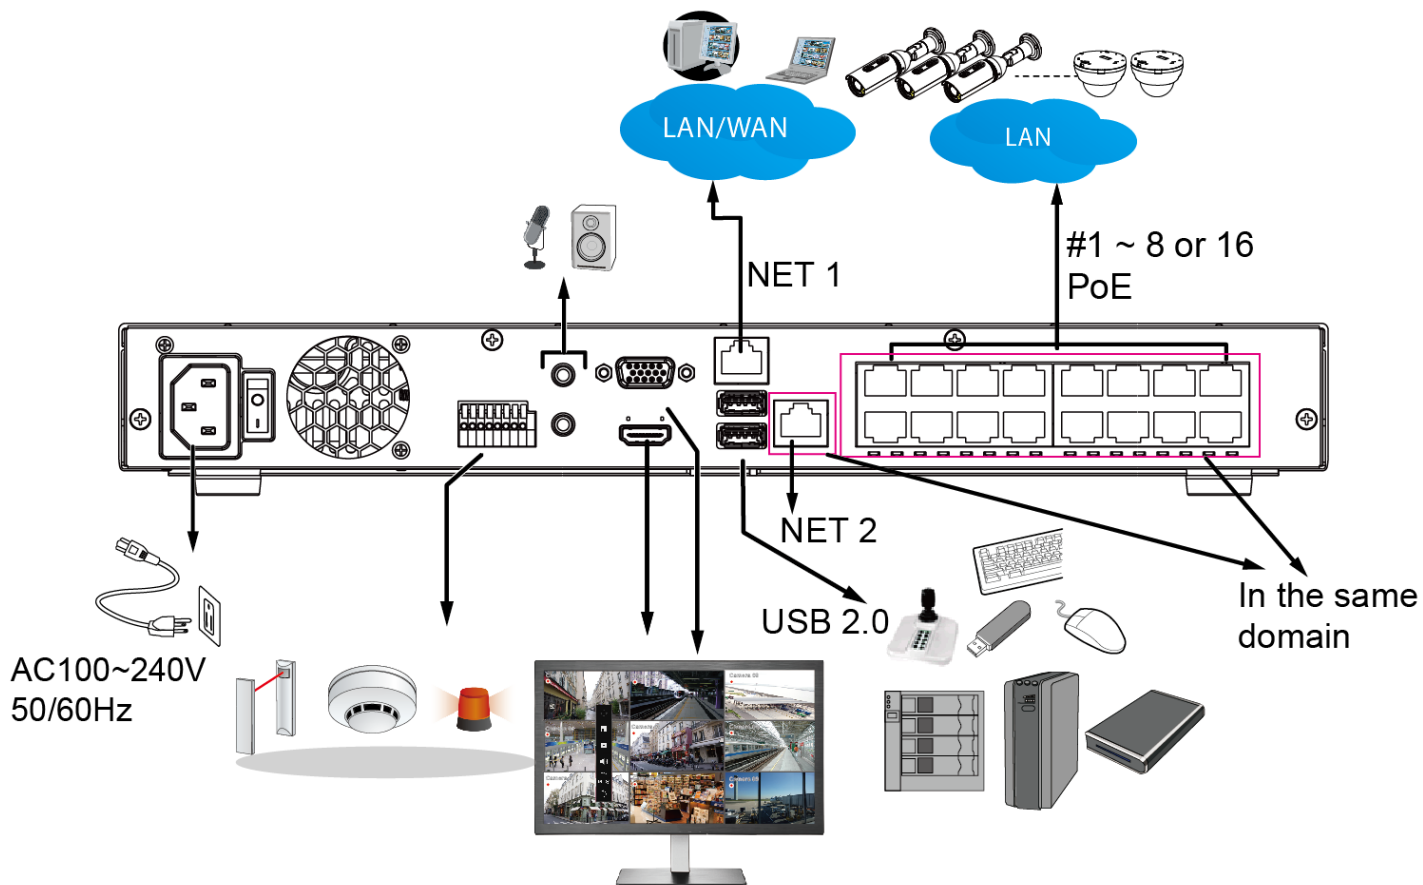 LAN/WAN
LAN
#1 ~ 8 or 16
PoE
NET 1
NET 2
USB 2.0
In the same
domain
AC100~240V
50/60Hz